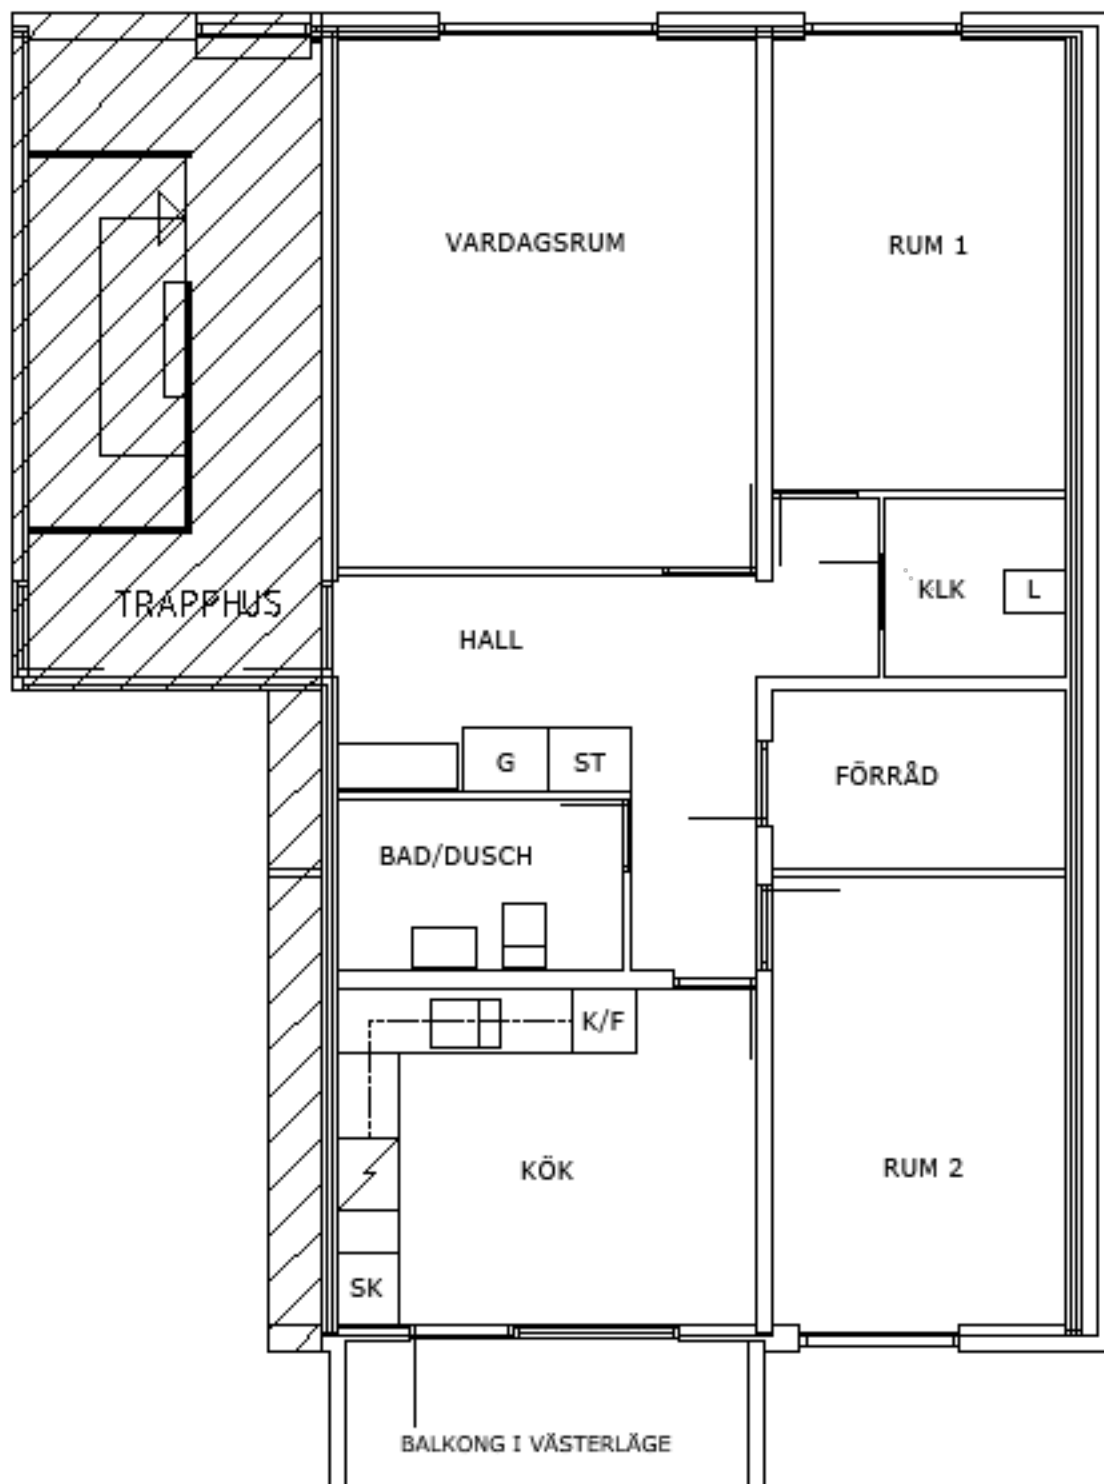 VARDAGSRUM
RUM 1
TRAPPHUS
KLK
L
HALL
G
ST
FÖRRÅD
BAD/DUSCH
K/F
KÖK
RUM 2
SK
BALKONG I VÄSTERLÄGE